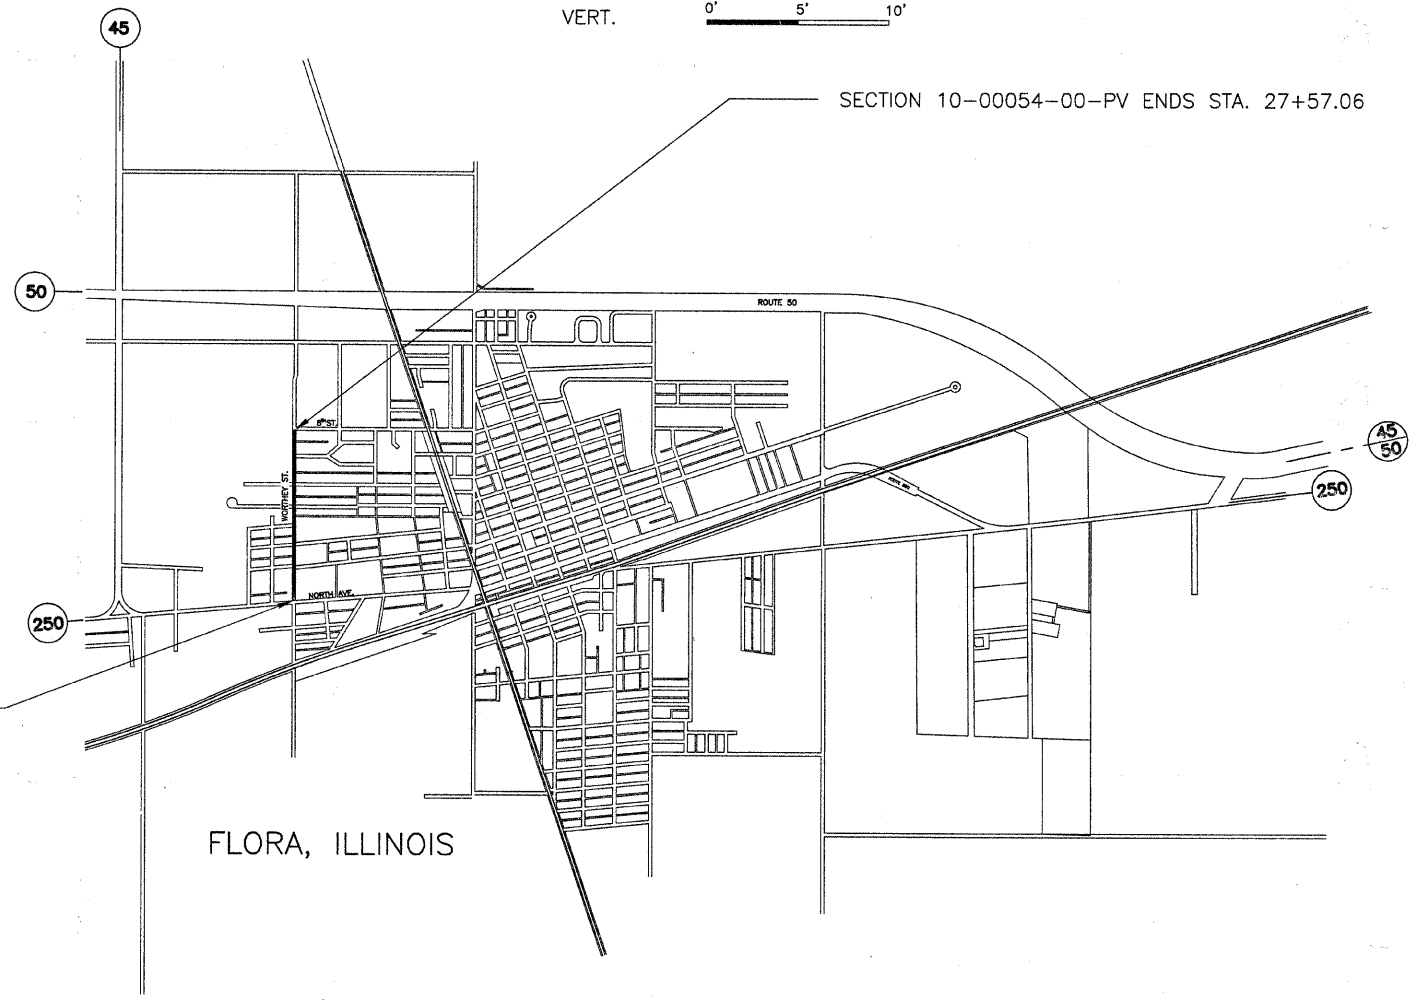 VERT.
0' 5' 10'
45
SECTION 10-00054-00-PV ENDS STA. 27+57.06
50
ROUTE 50
8TH ST.
45
50
WORTHEY ST.
250
NORTH AVE.
250
FLORA, ILLINOIS